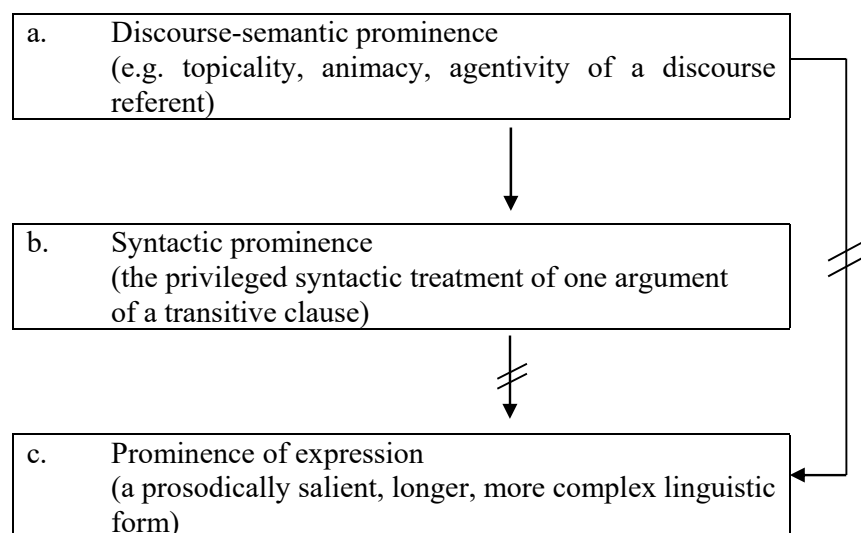 a. Discourse-semantic prominence
(e.g. topicality, animacy, agentivity of a discourse
referent)
b. Syntactic prominence
(the privileged syntactic treatment of one argument
of a transitive clause)
c. Prominence of expression
(a prosodically salient, longer, more complex linguistic
form)